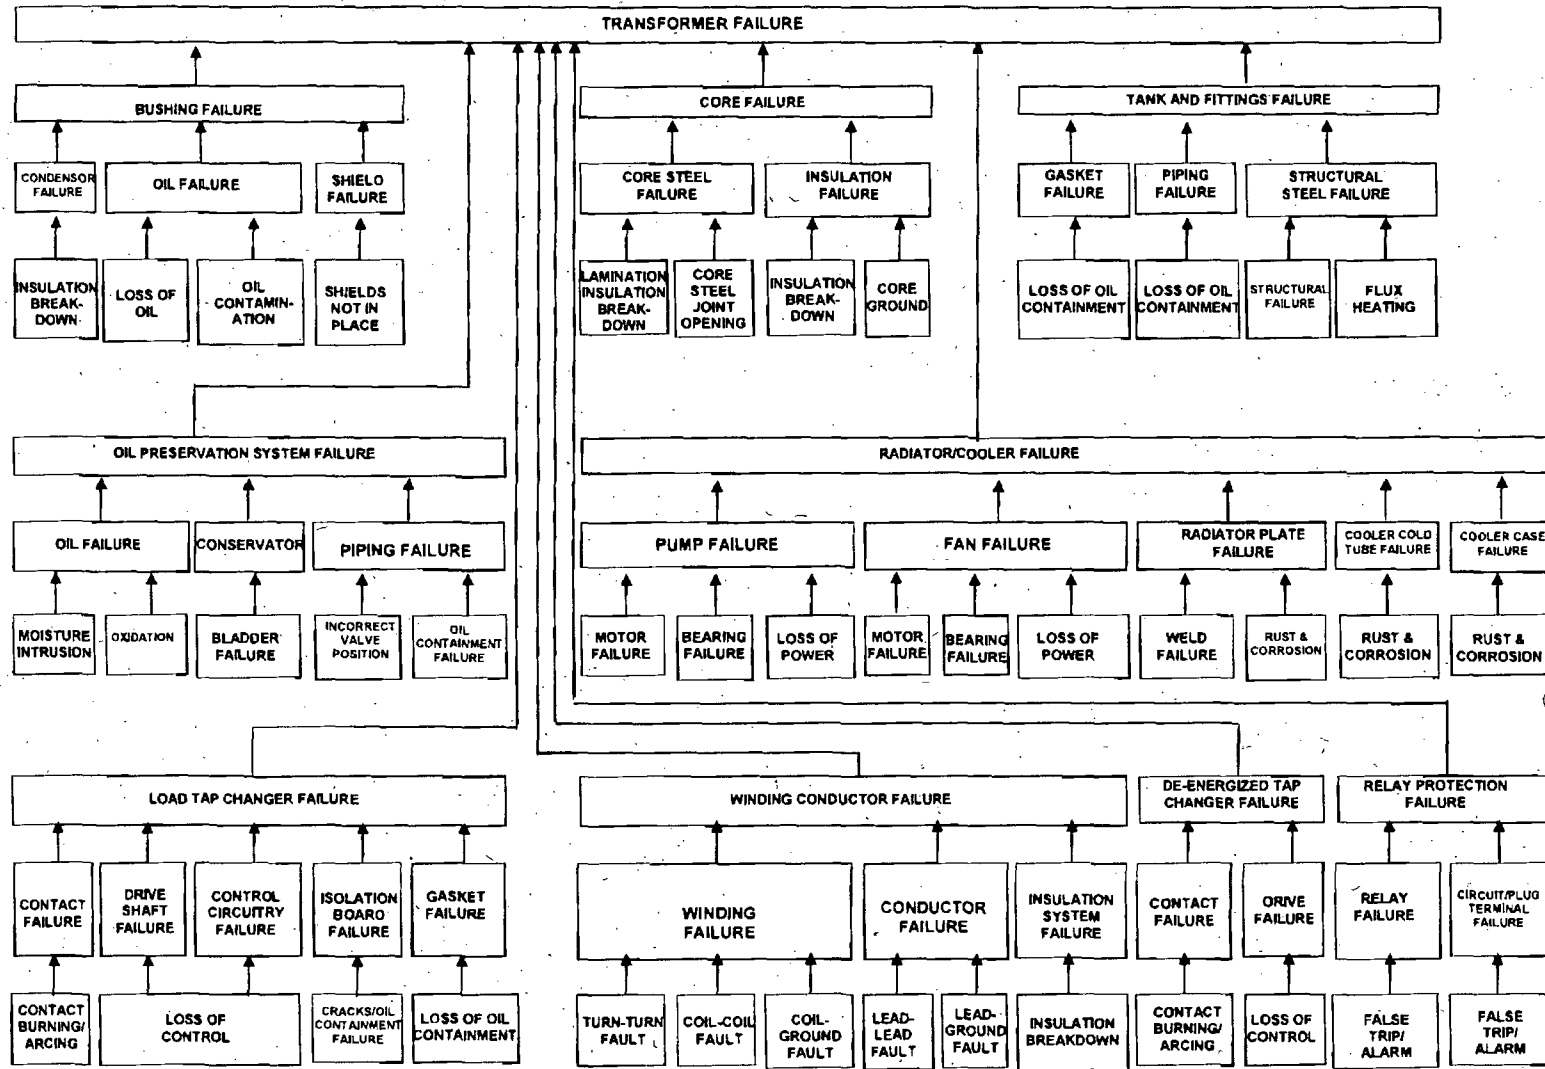 TRANSFORMER FAILURE
BUSHING FAILURE
CORE FAILURE
TANK AND FITTINGS FAILURE
CONDENSOR
FAILURE
OIL FAILURE
SHIELD
FAILURE
CORE STEEL
FAILURE
INSULATION
FAILURE
GASKET
FAILURE
PIPING
FAILURE
STRUCTURAL
STEEL FAILURE
INSULATION
BREAK-
DOWN
LOSS OF
OIL
OIL
CONTAMIN-
ATION
SHIELDS
NOT IN
PLACE
LAMINATION
INSULATION
BREAK-
DOWN
CORE
STEEL
JOINT
OPENING
INSULATION
BREAK-
DOWN
CORE
GROUND
LOSS OF OIL
CONTAINMENT
LOSS OF OIL
CONTAINMENT
STRUCTURAL
FAILURE
FLUX
HEATING
OIL PRESERVATION SYSTEM FAILURE
RADIATOR/COOLER FAILURE
OIL FAILURE
CONSERVATOR
PIPING FAILURE
PUMP FAILURE
FAN FAILURE
RADIATOR PLATE
FAILURE
COOLER COLD
TUBE FAILURE
COOLER CASE
FAILURE
MOISTURE
INTRUSION
OXIDATION
BLADDER
FAILURE
INCORRECT
VALVE
POSITION
OIL
CONTAINMENT
FAILURE
MOTOR
FAILURE
BEARING
FAILURE
LOSS OF
POWER
MOTOR
FAILURE
BEARING
FAILURE
LOSS OF
POWER
WELD
FAILURE
RUST &
CORROSION
RUST &
CORROSION
RUST &
CORROSION
LOAD TAP CHANGER FAILURE
WINDING CONDUCTOR FAILURE
DE-ENERGIZED TAP
CHANGER FAILURE
RELAY PROTECTION
FAILURE
CONTACT
FAILURE
DRIVE
SHAFT
FAILURE
CONTROL
CIRCUITRY
FAILURE
ISOLATION
BOARD
FAILURE
GASKET
FAILURE
WINDING
FAILURE
CONDUCTOR
FAILURE
INSULATION
SYSTEM
FAILURE
CONTACT
FAILURE
DRIVE
FAILURE
RELAY
FAILURE
CIRCUIT/PLUG
TERMINAL
FAILURE
CONTACT
BURNING/
ARCING
LOSS OF
CONTROL
CRACKS/OIL
CONTAINMENT
FAILURE
LOSS OF OIL
CONTAINMENT
TURN-TURN
FAULT
COIL-COIL
FAULT
COIL-
GROUND
FAULT
LEAD-
LEAD
FAULT
LEAD-
GROUND
FAULT
INSULATION
BREAKDOWN
CONTACT
BURNING/
ARCING
LOSS OF
CONTROL
FALSE
TRIP/
ALARM
FALSE
TRIP/
ALARM